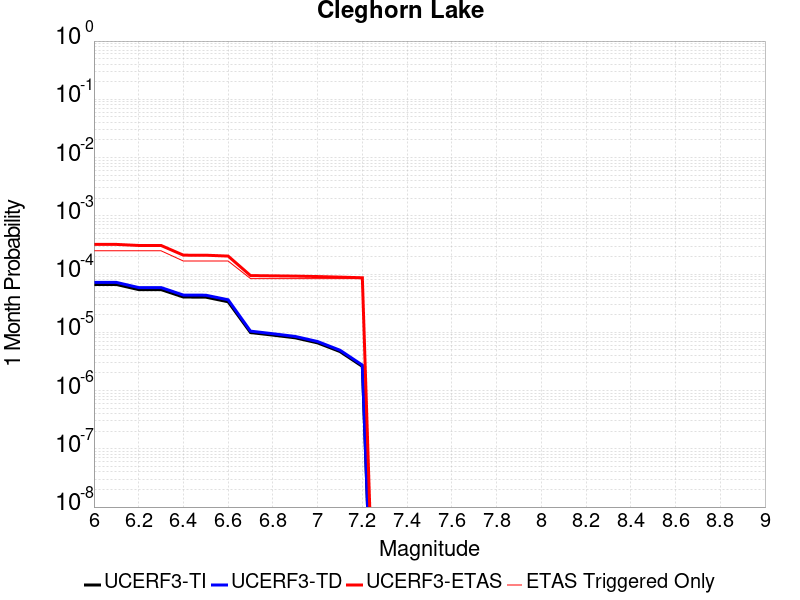 Cleghorn Lake
10^0
10^-1
10^-2
10^-3
10^-4
10^-5
10^-6
10^-7
10^-8
1 Month Probability
6 6.2 6.4 6.6 6.8 7 7.2 7.4 7.6 7.8 8 8.2 8.4 8.6 8.8 9
Magnitude
UCERF3-TI UCERF3-TD UCERF3-ETAS ETAS Triggered Only